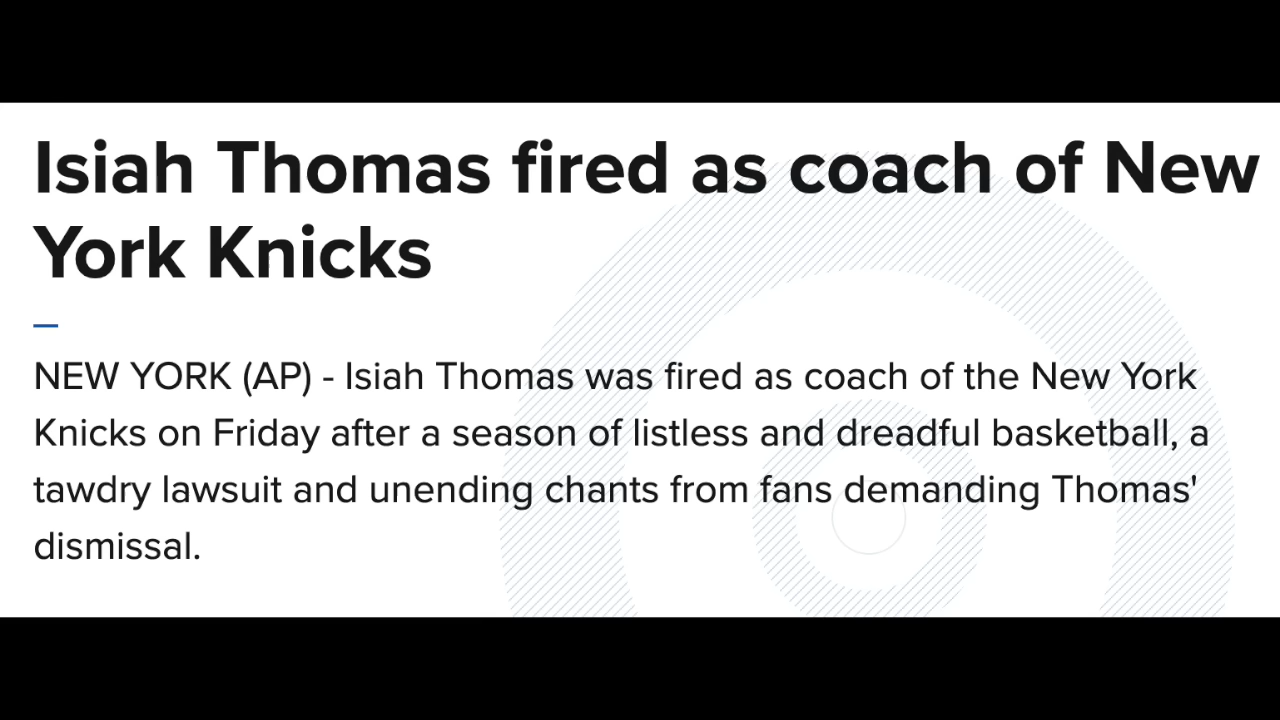 Isiah Thomas fired as coach of New
York Knicks
NEW YORK (AP) - Isiah Thomas was fired as coach of the New York
Knicks on Friday after a season of listless and dreadful basketball, a
tawdry lawsuit and unending chants from fans demanding Thomas'
dismissal.